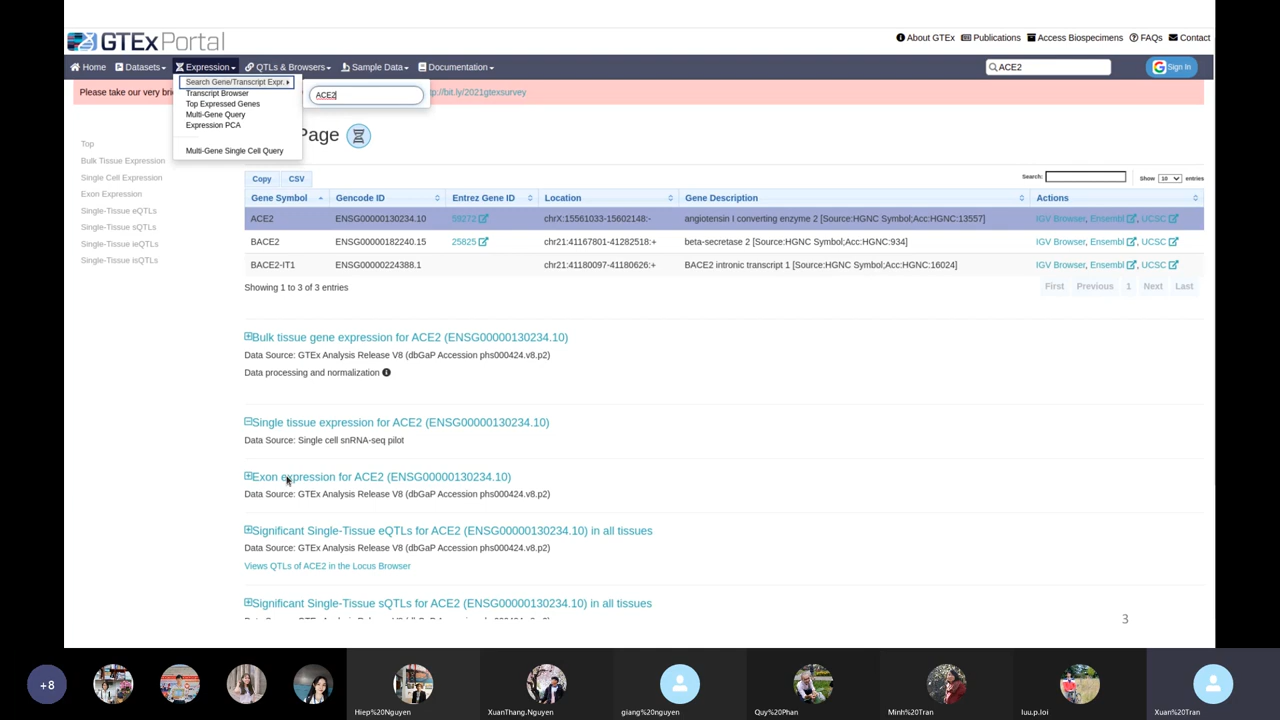 GTExPortal
About GTEx Publications Access Biospecimens FAQs Contact
Home Datasets Expression QTLs & Browsers Sample Data Documentation ACE2 Sign In
Search Gene/Transcript Expr.
Transcript Browser
Top Expressed Genes
Multi-Gene Query
Expression PCA
Multi-Gene Single Cell Query
ACE2
Please take our very bri
p://bit.ly/2021gtexsurvey
Page
Top
Bulk Tissue Expression
Single Cell Expression
Exon Expression
Single-Tissue eQTLs
Single-Tissue sQTLs
Single-Tissue ieQTLs
Single-Tissue isQTLs
Copy CSV Search: Show 10 entries
Gene Symbol Gencode ID Entrez Gene ID Location Gene Description Actions
ACE2 ENSG00000130234.10 59272 chrX:15561033-15602148:- angiotensin I converting enzyme 2 [Source:HGNC Symbol;Acc:HGNC:13557] IGV Browser, Ensembl, UCSC
BACE2 ENSG00000182240.15 25825 chr21:41167801-41282518:+ beta-secretase 2 [Source:HGNC Symbol;Acc:HGNC:934] IGV Browser, Ensembl, UCSC
BACE2-IT1 ENSG00000224388.1 chr21:41180097-41180626:+ BACE2 intronic transcript 1 [Source:HGNC Symbol;Acc:HGNC:16024] IGV Browser, Ensembl, UCSC
Showing 1 to 3 of 3 entries First Previous 1 Next Last
Bulk tissue gene expression for ACE2 (ENSG00000130234.10)
Data Source: GTEx Analysis Release V8 (dbGaP Accession phs000424.v8.p2)
Data processing and normalization
Single tissue expression for ACE2 (ENSG00000130234.10)
Data Source: Single cell snRNA-seq pilot
Exon expression for ACE2 (ENSG00000130234.10)
Data Source: GTEx Analysis Release V8 (dbGaP Accession phs000424.v8.p2)
Significant Single-Tissue eQTLs for ACE2 (ENSG00000130234.10) in all tissues
Data Source: GTEx Analysis Release V8 (dbGaP Accession phs000424.v8.p2)
Views QTLs of ACE2 in the Locus Browser
Significant Single-Tissue sQTLs for ACE2 (ENSG00000130234.10) in all tissues
3
+8 Hiep%20Nguyen XuanThang.Nguyen giang%20nguyen Quy%20Phan Minh%20Tran luu.p.loi Xuan%20Tran